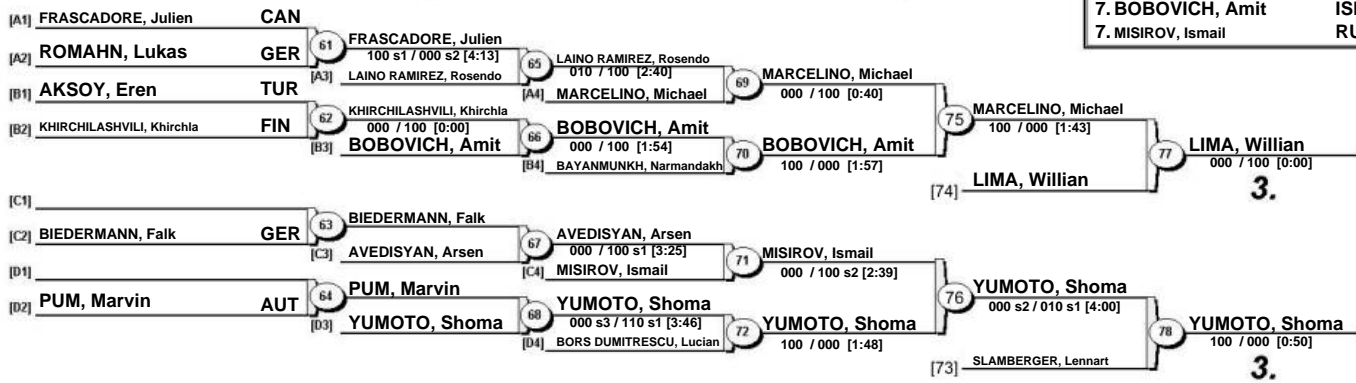 7. BOBOVICH, Amit
7. MISIROV, Ismail
[A1] FRASCADORE, Julien CAN
[A2] ROMAHN, Lukas GER
61
FRASCADORE, Julien
100 s1 / 000 s2 [4:13]
[A3] LAINO RAMIREZ, Rosendo
65
LAINO RAMIREZ, Rosendo
010 / 100 [2:40]
[A4] MARCELINO, Michael
69
MARCELINO, Michael
000 / 100 [0:40]
[B1] AKSOY, Eren TUR
[B2] KHIRCHILASHVILI, Khirchla FIN
62
KHIRCHILASHVILI, Khirchla
000 / 100 [0:00]
[B3] BOBOVICH, Amit
66
BOBOVICH, Amit
000 / 100 [1:54]
[B4] BAYANMUNKH, Narmandakh
70
BOBOVICH, Amit
100 / 000 [1:57]
75
MARCELINO, Michael
100 / 000 [1:43]
[74] LIMA, Willian
77
LIMA, Willian
000 / 100 [0:00]
3.
[C1]
[C2] BIEDERMANN, Falk GER
63
BIEDERMANN, Falk
[C3] AVEDISYAN, Arsen
67
AVEDISYAN, Arsen
000 / 100 s1 [3:25]
[C4] MISIROV, Ismail
71
MISIROV, Ismail
000 / 100 s2 [2:39]
[D1]
[D2] PUM, Marvin AUT
64
PUM, Marvin
[D3] YUMOTO, Shoma
68
YUMOTO, Shoma
000 s3 / 110 s1 [3:46]
[D4] BORS DUMITRESCU, Lucian
72
YUMOTO, Shoma
100 / 000 [1:48]
76
YUMOTO, Shoma
000 s2 / 010 s1 [4:00]
[73] SLAMBERGER, Lennart
78
YUMOTO, Shoma
100 / 000 [0:50]
3.